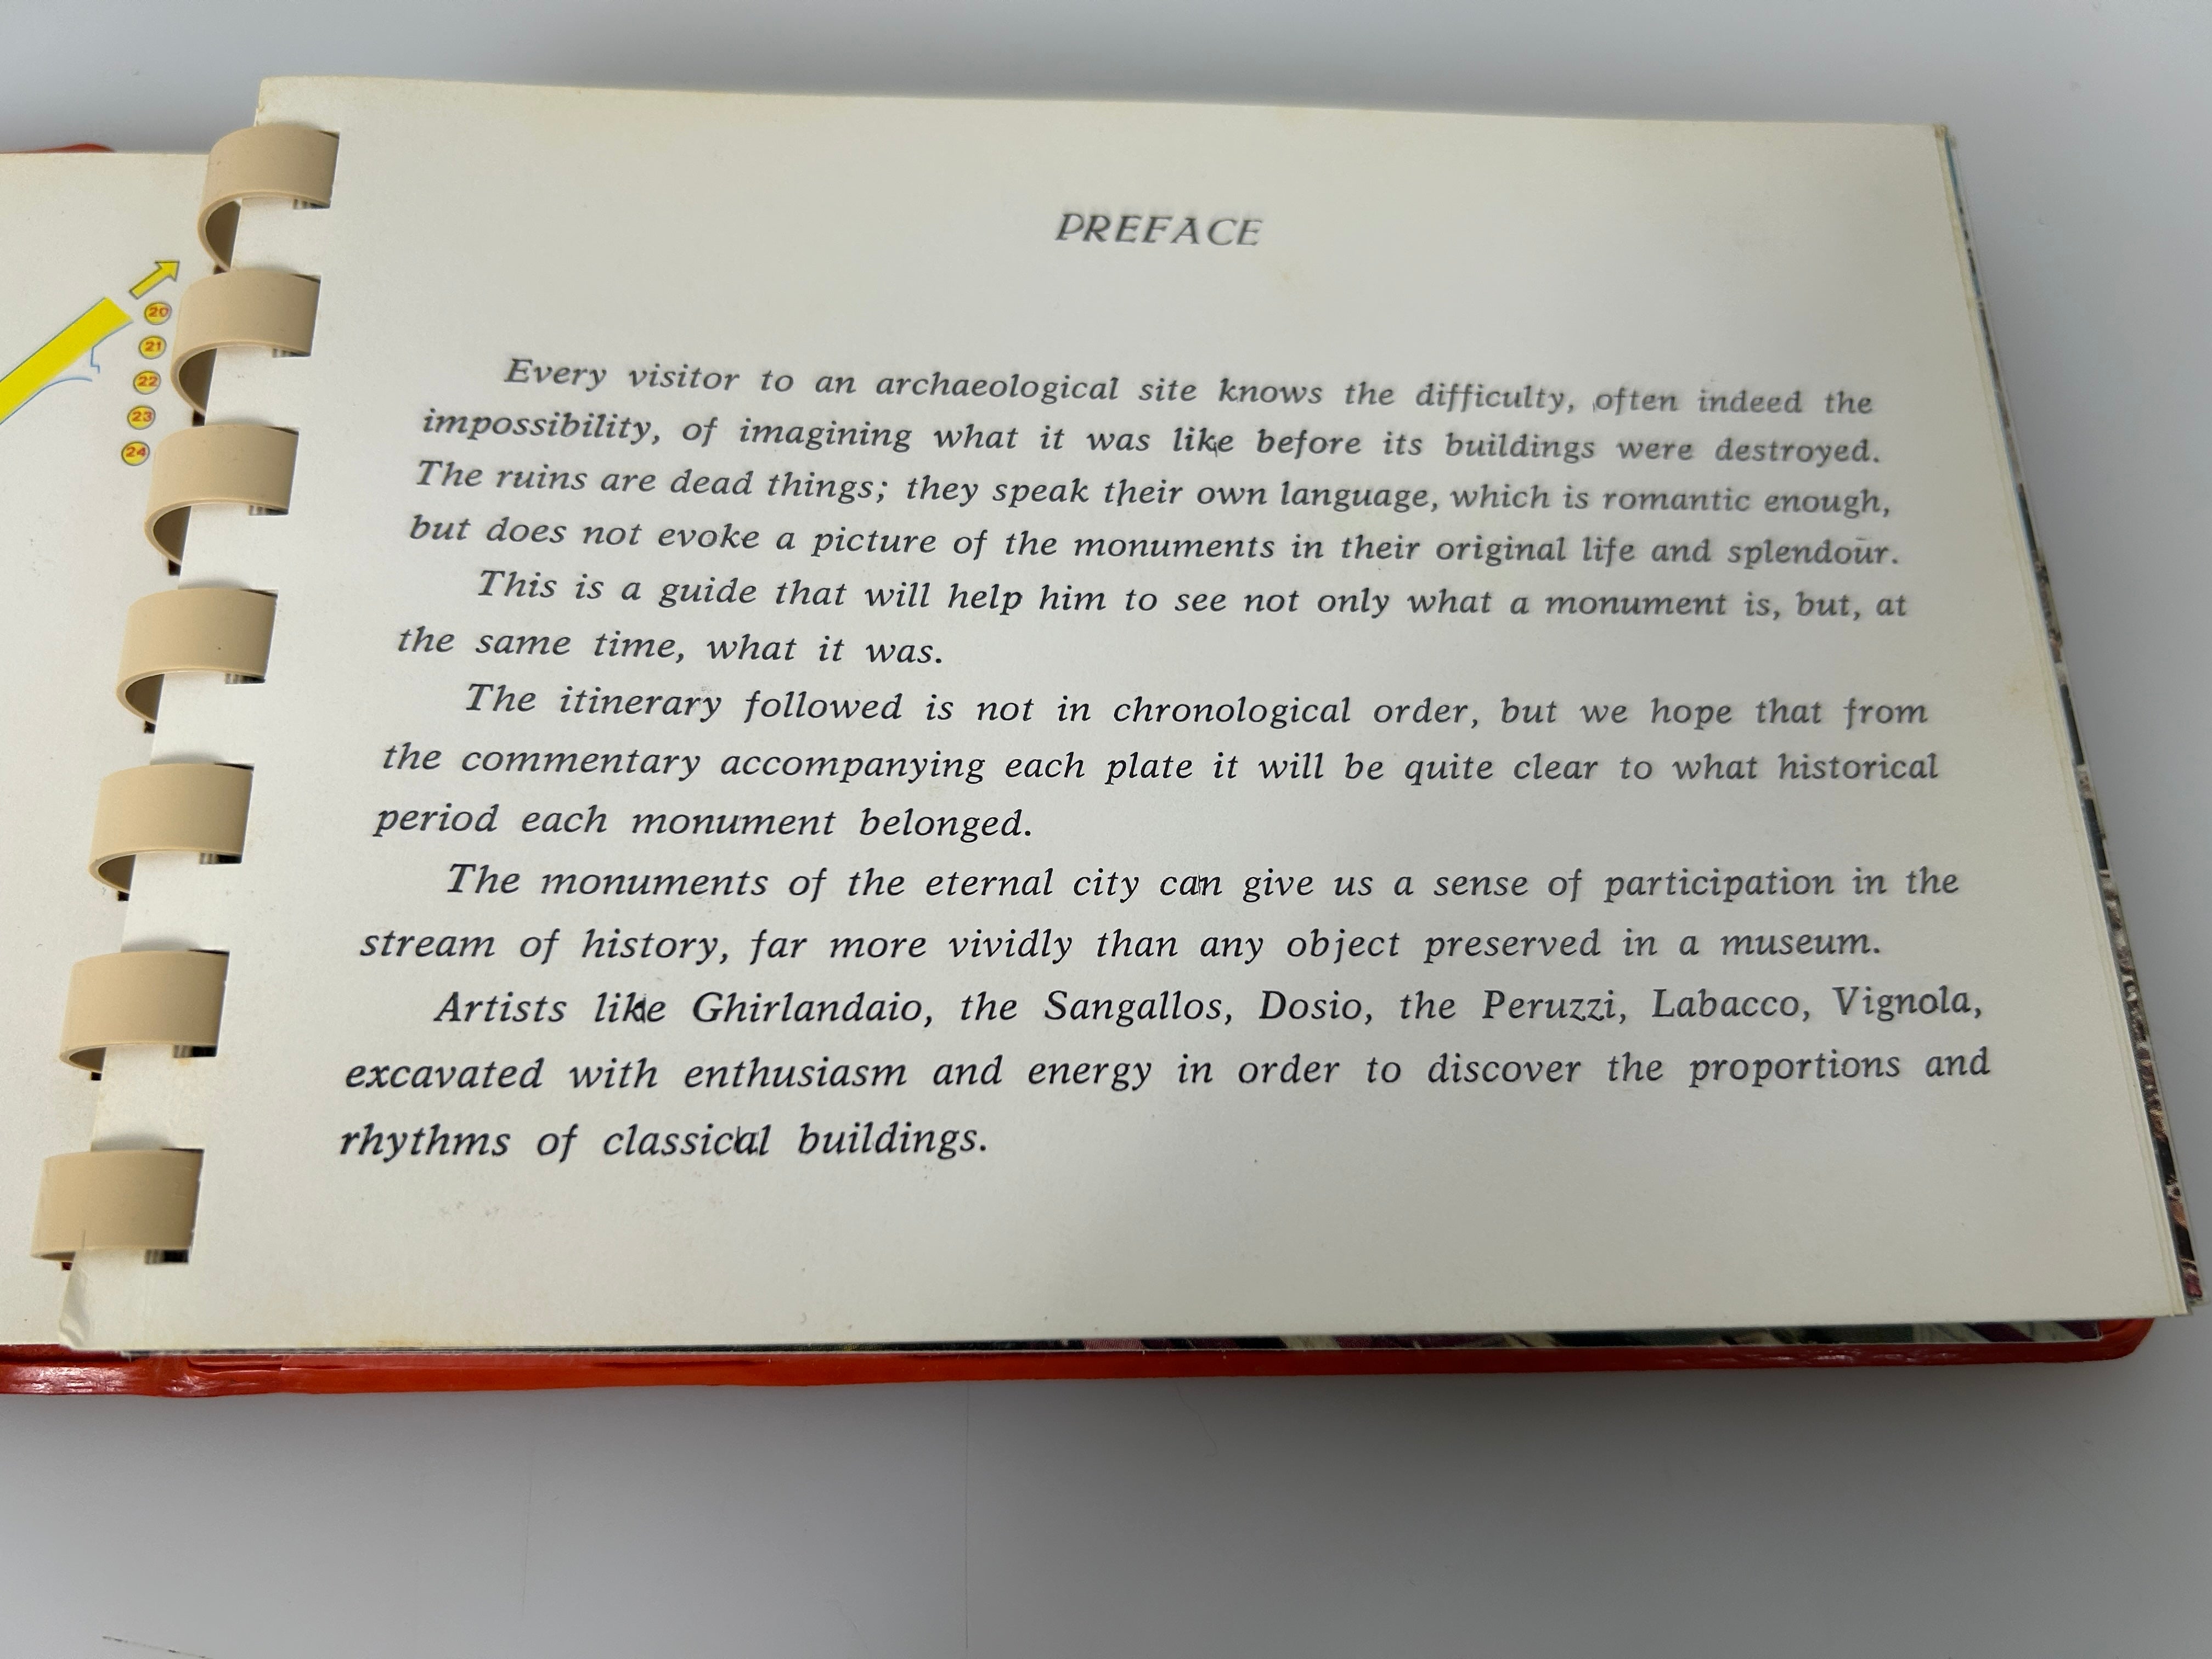 20
21
22
23
24
PREFACE
Every visitor to an archaeological site knows the difficulty, often indeed the
impossibility, of imagining what it was like before its buildings were destroyed.
The ruins are dead things; they speak their own language, which is romantic enough,
but does not evoke a picture of the monuments in their original life and splendour.
This is a guide that will help him to see not only what a monument is, but, at
the same time, what it was.
The itinerary followed is not in chronological order, but we hope that from
the commentary accompanying each plate it will be quite clear to what historical
period each monument belonged.
The monuments of the eternal city can give us a sense of participation in the
stream of history, far more vividly than any object preserved in a museum.
Artists like Ghirlandaio, the Sangallos, Dosio, the Peruzzi, Labacco, Vignola,
excavated with enthusiasm and energy in order to discover the proportions and
rhythms of classical buildings.